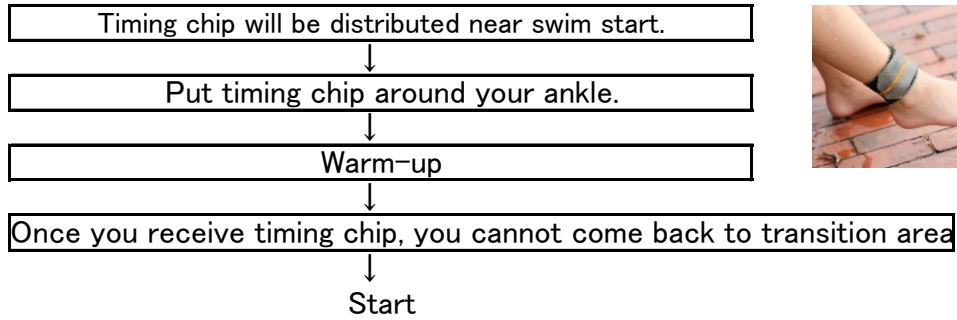 Timing chip will be distributed near swim start.
↓
Put timing chip around your ankle.
↓
Warm-up
↓
Once you receive timing chip, you cannot come back to transition area
↓
Start